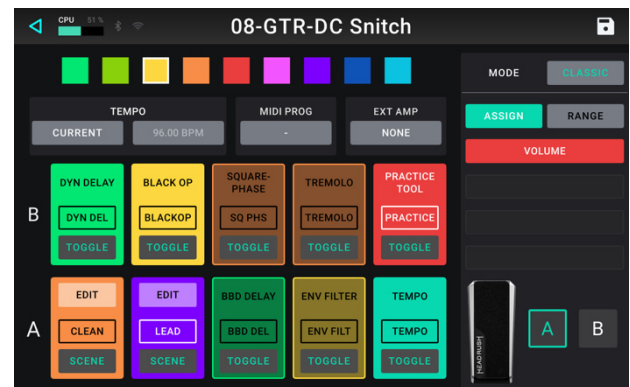 CPU 51 %
08-GTR-DC Snitch
MODE
CLASSIC
TEMPO
MIDI PROG
EXT AMP
CURRENT
96.00 BPM
-
NONE
ASSIGN
RANGE
VOLUME
B
DYN DELAY
BLACK OP
SQUARE-
PHASE
TREMOLO
PRACTICE
TOOL
DYN DEL
BLACKOP
SQ PHS
TREMOLO
PRACTICE
TOGGLE
TOGGLE
TOGGLE
TOGGLE
TOGGLE
A
EDIT
EDIT
BBD DELAY
ENV FILTER
TEMPO
CLEAN
LEAD
BBD DEL
ENV FILT
TEMPO
SCENE
SCENE
TOGGLE
TOGGLE
TOGGLE
HEADRUSH
A
B